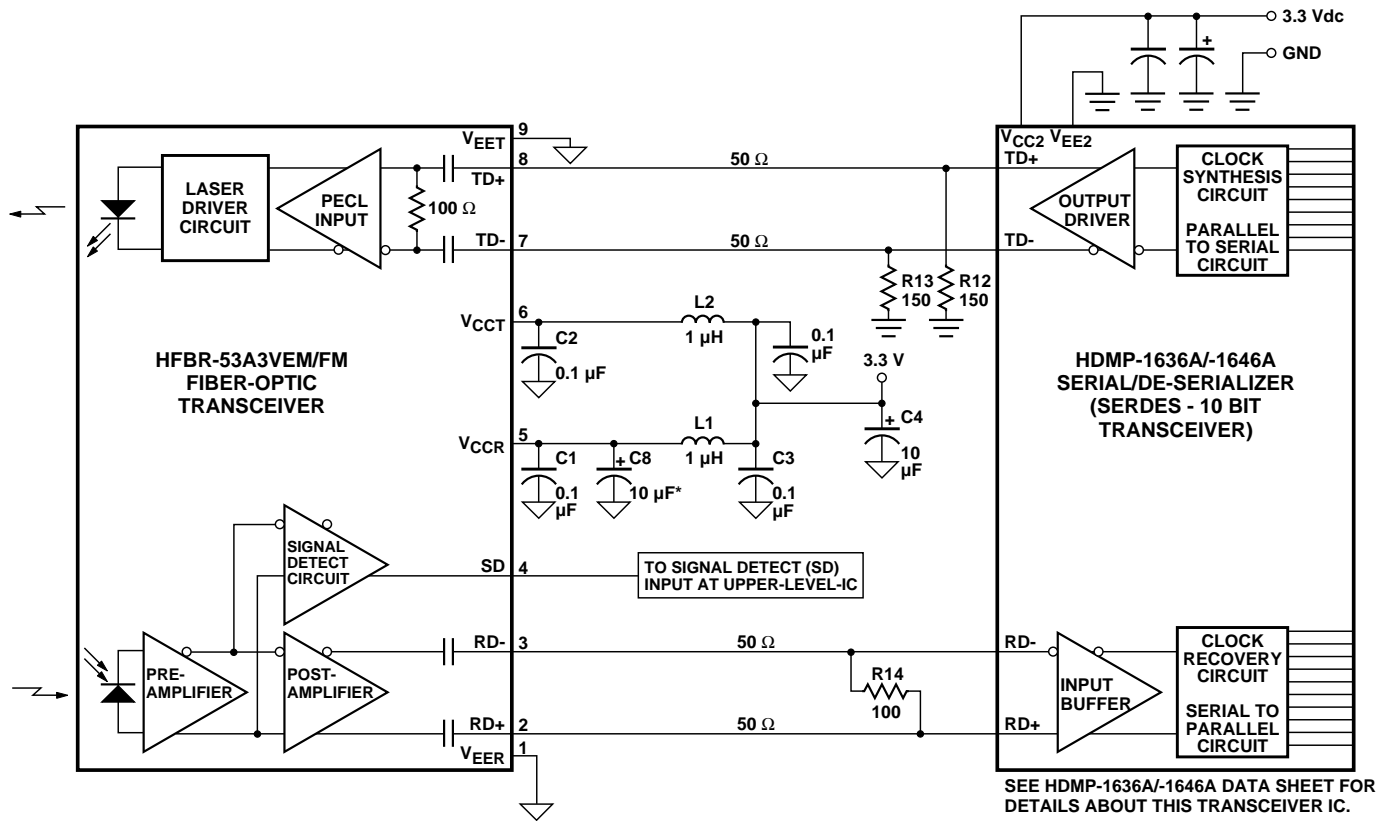 3.3 Vdc
GND
9
VEET
8
TD+
50 Ω
VCC2 VEE2
TD+
LASER
DRIVER
CIRCUIT
PECL
INPUT
100 Ω
TD-
7
50 Ω
TD-
OUTPUT
DRIVER
CLOCK
SYNTHESIS
CIRCUIT
PARALLEL
TO SERIAL
CIRCUIT
R13
150
R12
150
6
VCCT
C2
0.1 µF
L2
1 µH
0.1
µF
3.3 V
HFBR-53A3VEM/FM
FIBER-OPTIC
TRANSCEIVER
HDMP-1636A/-1646A
SERIAL/DE-SERIALIZER
(SERDES - 10 BIT
TRANSCEIVER)
5
VCCR
C1
0.1
µF
+ C8
10 µF*
L1
1 µH
C3
0.1
µF
+ C4
10
µF
+
SIGNAL
DETECT
CIRCUIT
SD
4
TO SIGNAL DETECT (SD)
INPUT AT UPPER-LEVEL-IC
PRE-
AMPLIFIER
POST-
AMPLIFIER
RD-
3
50 Ω
RD-
R14
100
INPUT
BUFFER
CLOCK
RECOVERY
CIRCUIT
SERIAL TO
PARALLEL
CIRCUIT
RD+
2
50 Ω
RD+
1
VEER
SEE HDMP-1636A/-1646A DATA SHEET FOR
DETAILS ABOUT THIS TRANSCEIVER IC.